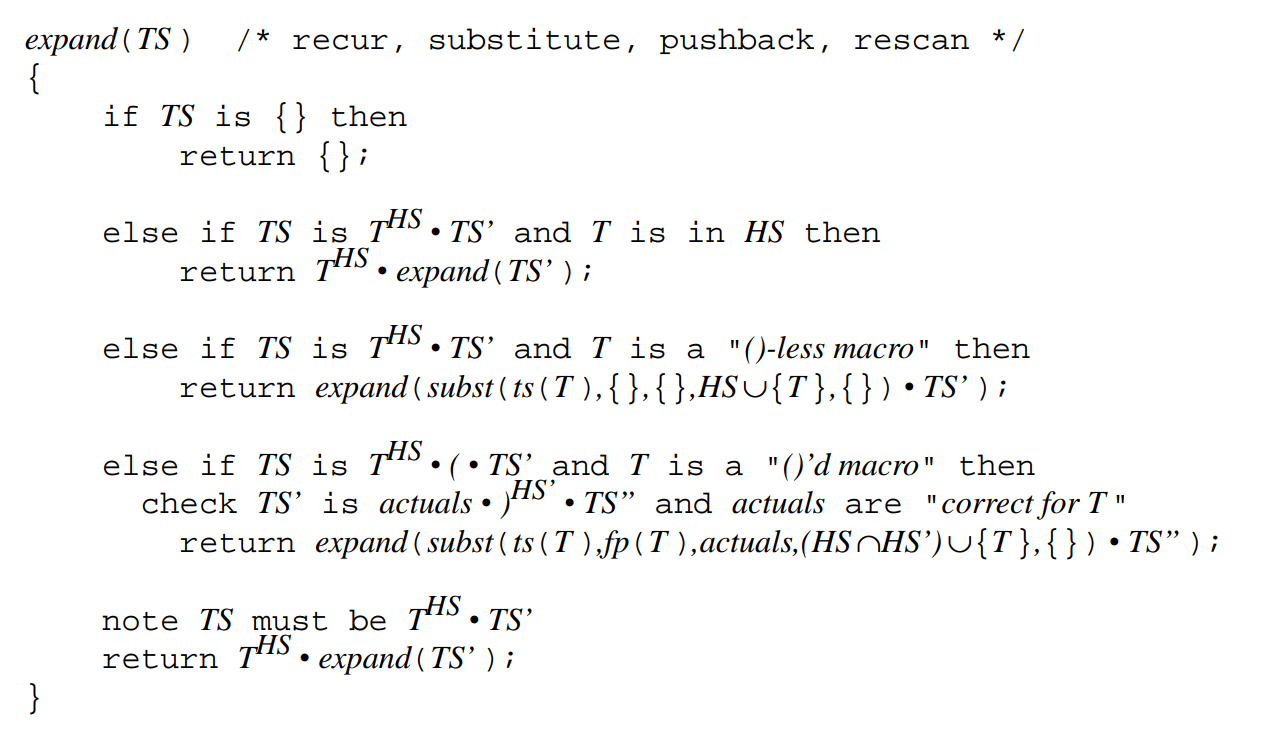 expand(TS ) /* recur, substitute, pushback, rescan */
{
if TS is {} then
return {};
else if TS is T^HS • TS’ and T is in HS then
return T^HS • expand(TS’ );
else if TS is T^HS • TS’ and T is a "()-less macro" then
return expand(subst(ts(T ),{},{},HS∪{T },{}) • TS’ );
else if TS is T^HS • ( • TS’ and T is a "()’d macro" then
check TS’ is actuals • )^HS’ • TS’’ and actuals are "correct for T "
return expand(subst(ts(T ),fp(T ),actuals,(HS∩HS’)∪{T },{}) • TS’’ );
note TS must be T^HS • TS’
return T^HS • expand(TS’ );
}